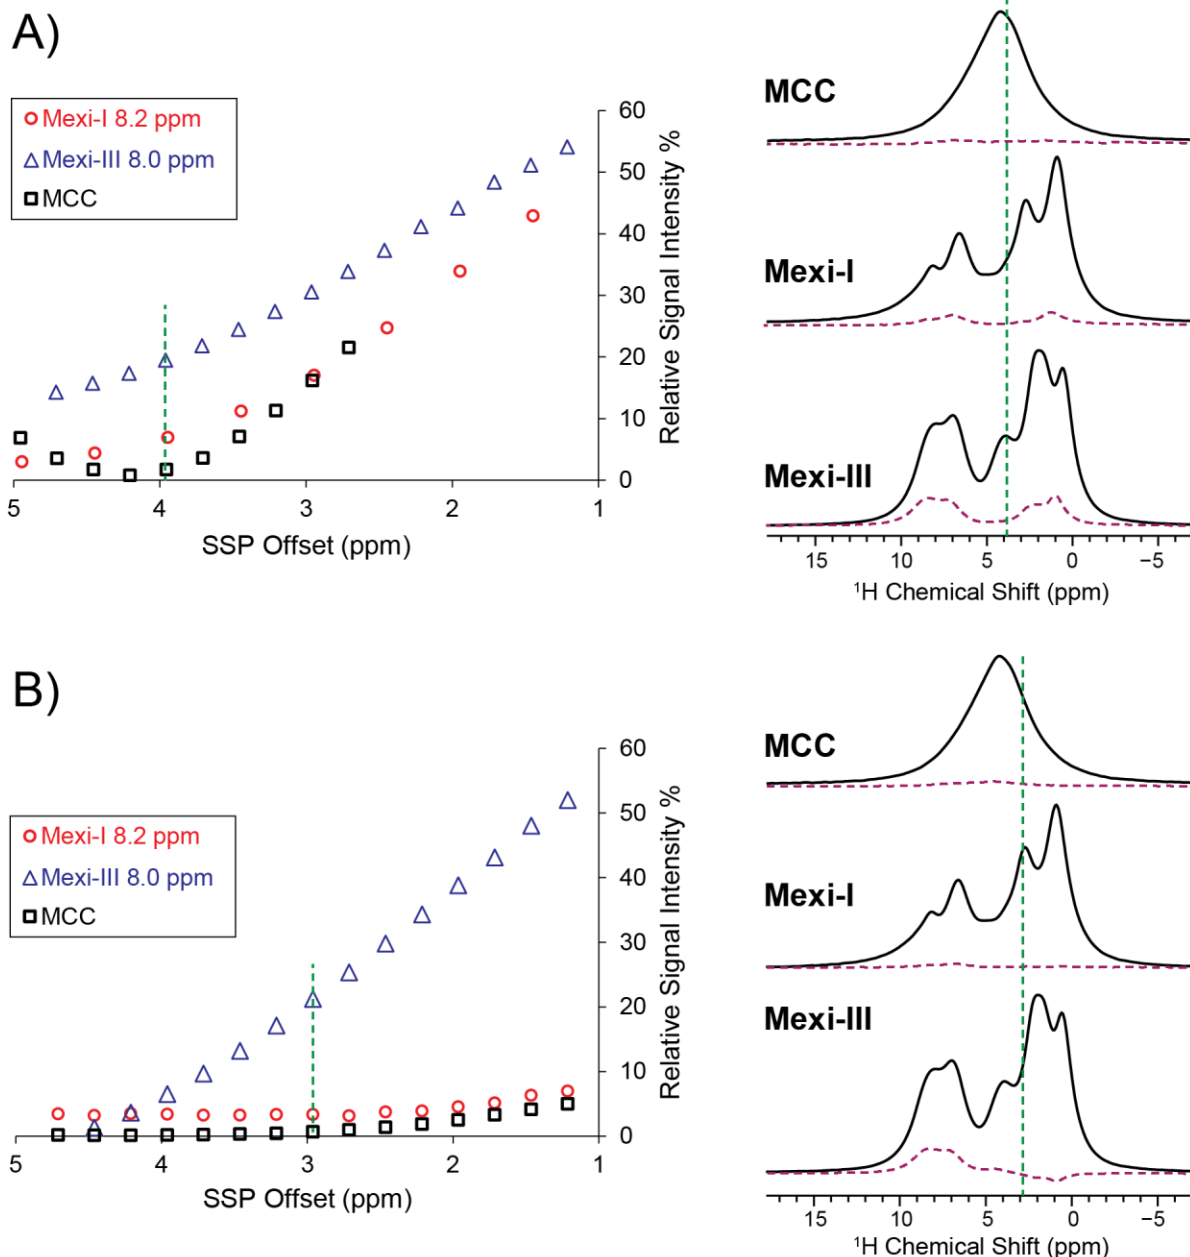 A)
Mexi-I 8.2 ppm
Mexi-III 8.0 ppm
MCC
60
50
40
30
20
10
0
Relative Signal Intensity %
5 4 3 2 1
SSP Offset (ppm)
MCC
Mexi-I
Mexi-III
15 10 5 0 −5
¹H Chemical Shift (ppm)
B)
Mexi-I 8.2 ppm
Mexi-III 8.0 ppm
MCC
60
50
40
30
20
10
0
Relative Signal Intensity %
5 4 3 2 1
SSP Offset (ppm)
MCC
Mexi-I
Mexi-III
15 10 5 0 −5
¹H Chemical Shift (ppm)